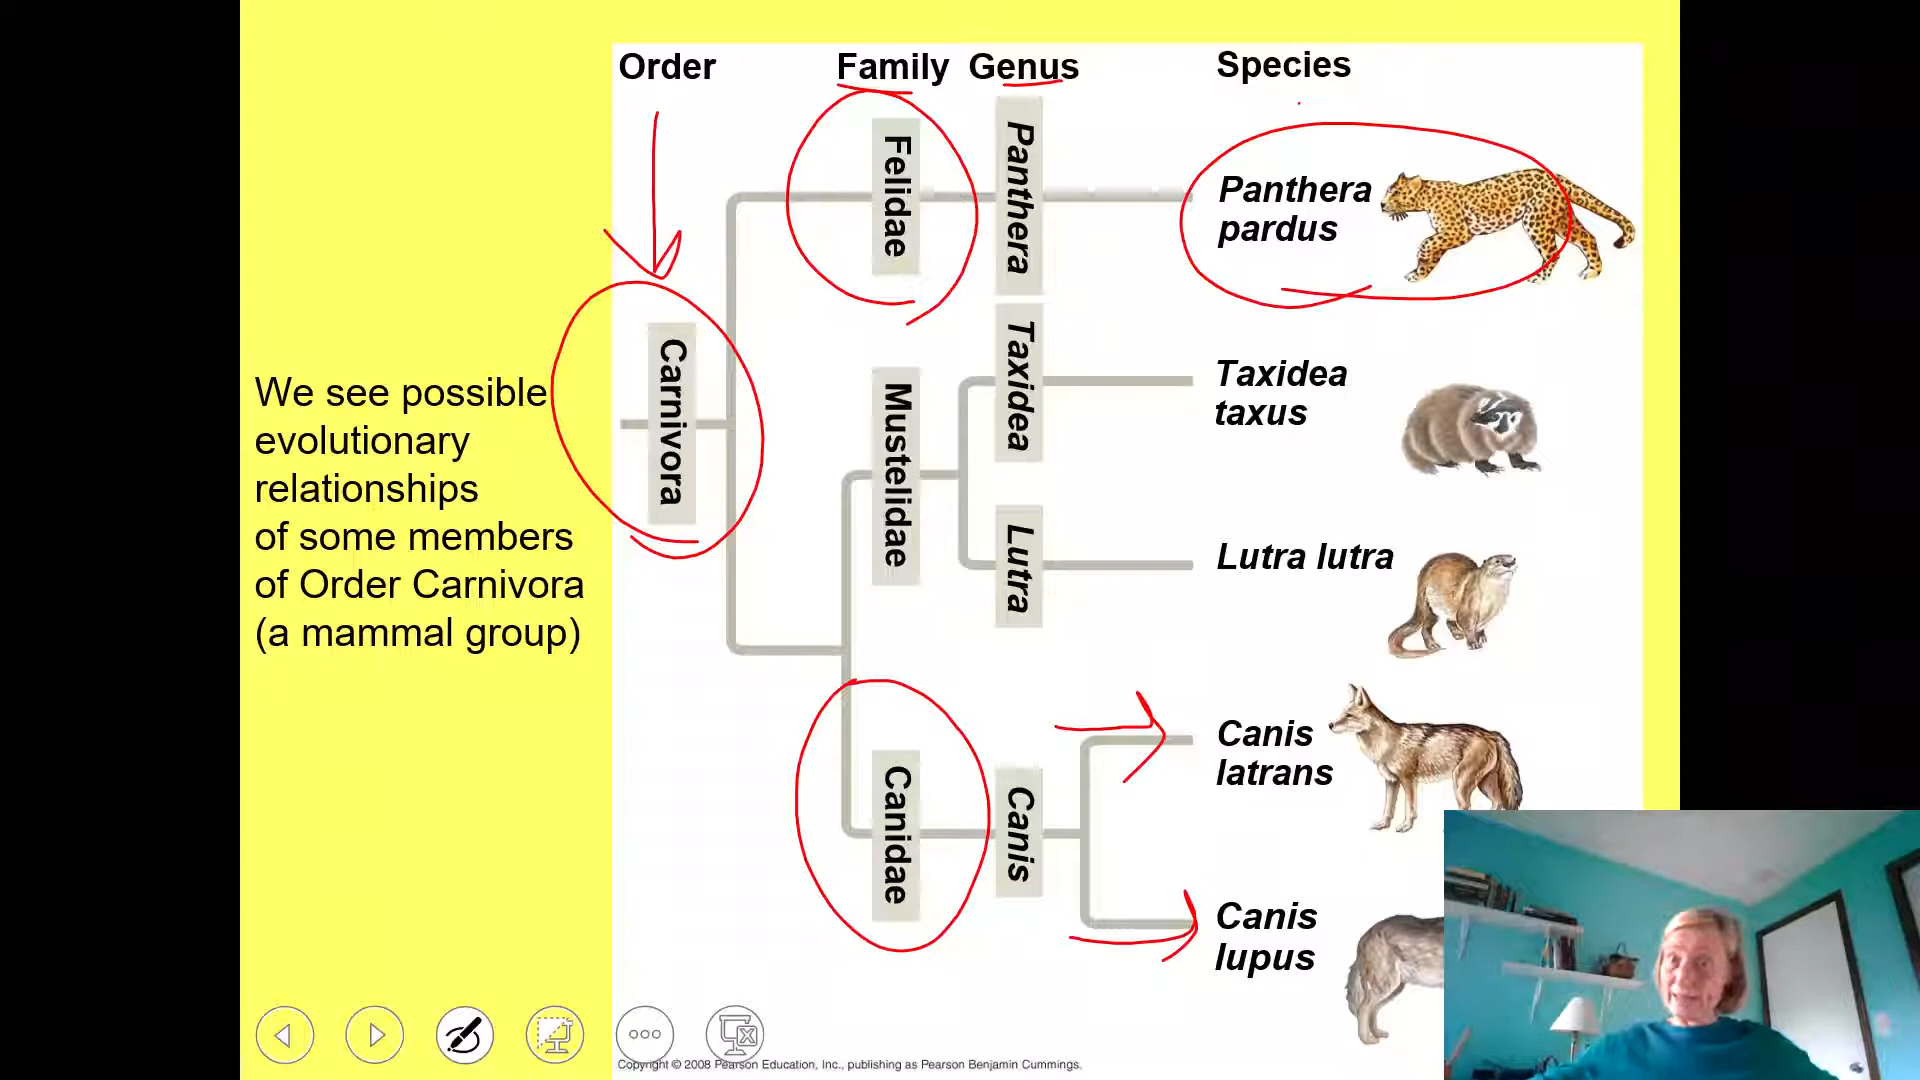 Order
Family
Genus
Species
Felidae
Panthera
Panthera
pardus
Carnivora
Taxidea
Taxidea
taxus
We see possible
evolutionary
relationships
of some members
of Order Carnivora
(a mammal group)
Mustelidae
Lutra
Lutra lutra
Canidae
Canis
Canis
latrans
Canis
lupus
Copyright © 2008 Pearson Education, Inc., publishing as Pearson Benjamin Cummings.